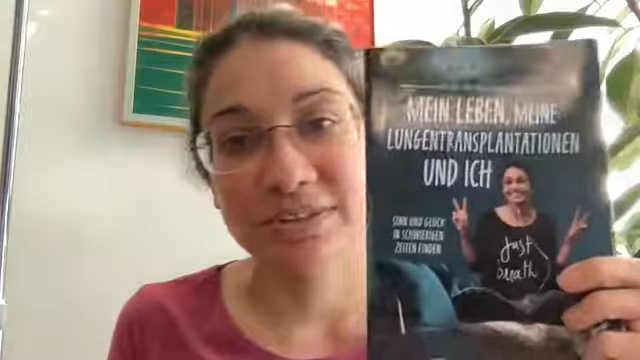 MEIN LEBEN, MEINE
LUNGENTRANSPLANTATIONEN
UND ICH
SINN UND GLÜCK
IN SCHWIERIGEN
ZEITEN FINDEN
Just
breath